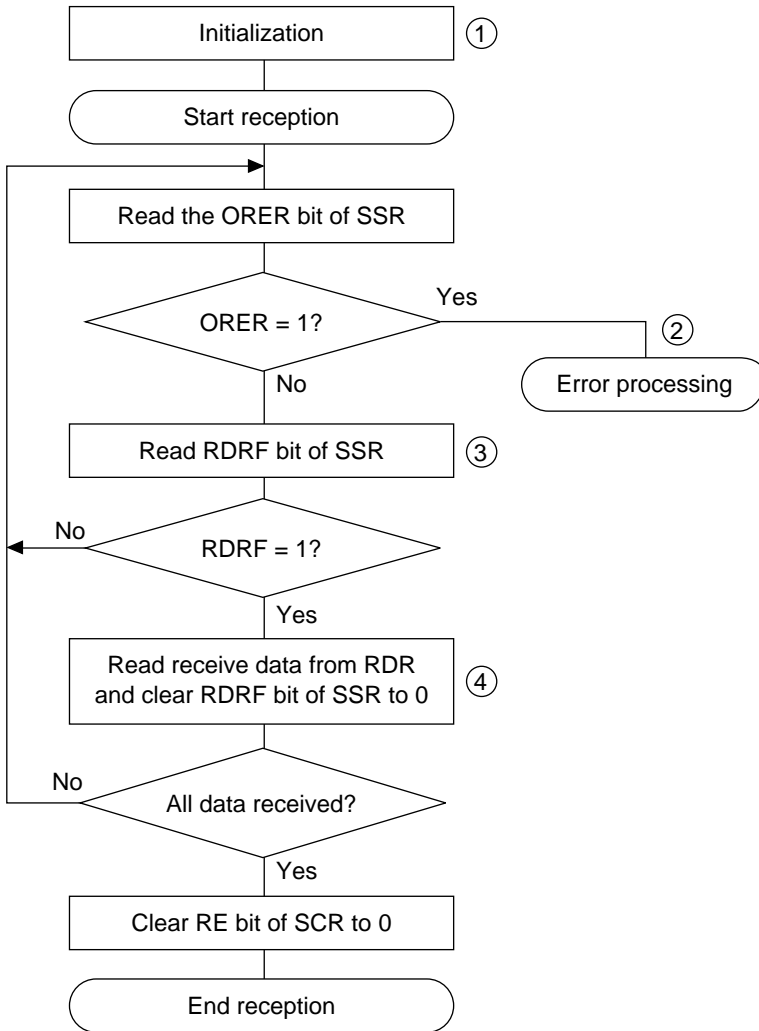 Initialization
1
Start reception
Read the ORER bit of SSR
Yes
ORER = 1?
2
Error processing
No
Read RDRF bit of SSR
3
No
RDRF = 1?
Yes
Read receive data from RDR
and clear RDRF bit of SSR to 0
4
No
All data received?
Yes
Clear RE bit of SCR to 0
End reception